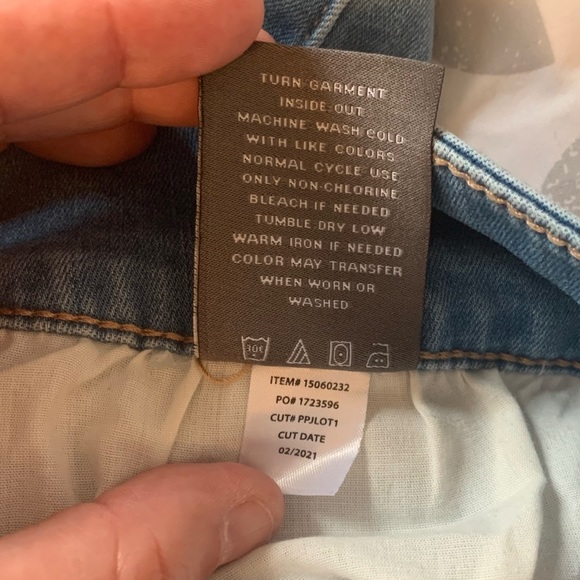 TURN GARMENT
INSIDE OUT
MACHINE WASH COLD
WITH LIKE COLORS
NORMAL CYCLE USE
ONLY NON-CHLORINE
BLEACH IF NEEDED
TUMBLE DRY LOW
WARM IRON IF NEEDED
COLOR MAY TRANSFER
WHEN WORN OR
WASHED
30C
ITEM# 15060232
PO# 1723596
CUT# PPJLOT1
CUT DATE
02/2021